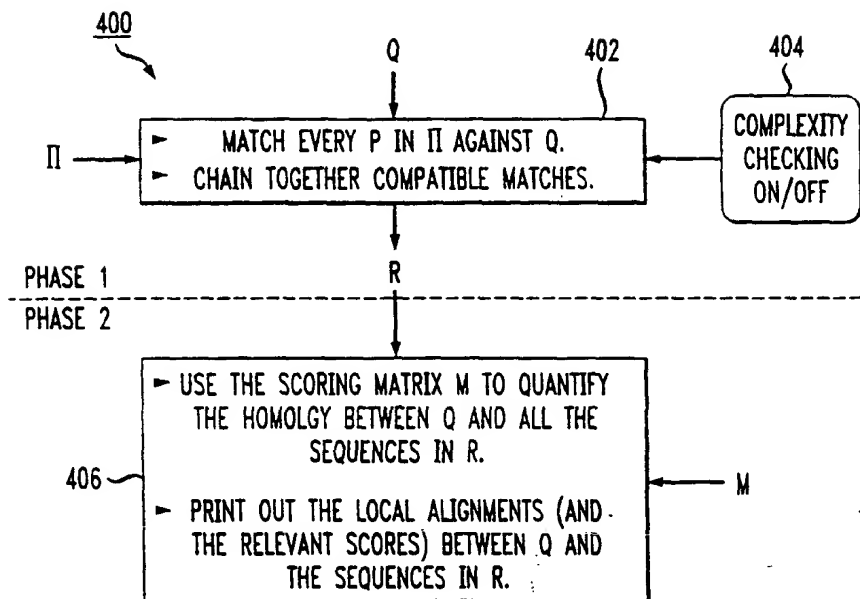 400
Q
402
404
► MATCH EVERY P IN Π AGAINST Q.
► CHAIN TOGETHER COMPATIBLE MATCHES.
Π
COMPLEXITY
CHECKING
ON/OFF
R
PHASE 1
PHASE 2
► USE THE SCORING MATRIX M TO QUANTIFY
THE HOMOLGY BETWEEN Q AND ALL THE
SEQUENCES IN R.
406
M
► PRINT OUT THE LOCAL ALIGNMENTS (AND
THE RELEVANT SCORES) BETWEEN Q AND
THE SEQUENCES IN R.